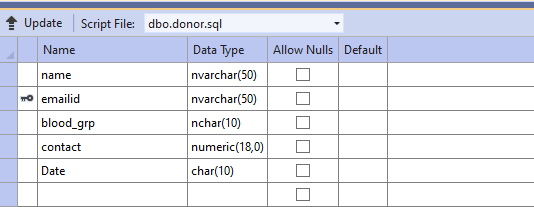 Update Script File: dbo.donor.sql
Name Data Type Allow Nulls Default
name nvarchar(50)
emailid nvarchar(50)
blood_grp nchar(10)
contact numeric(18,0)
Date char(10)